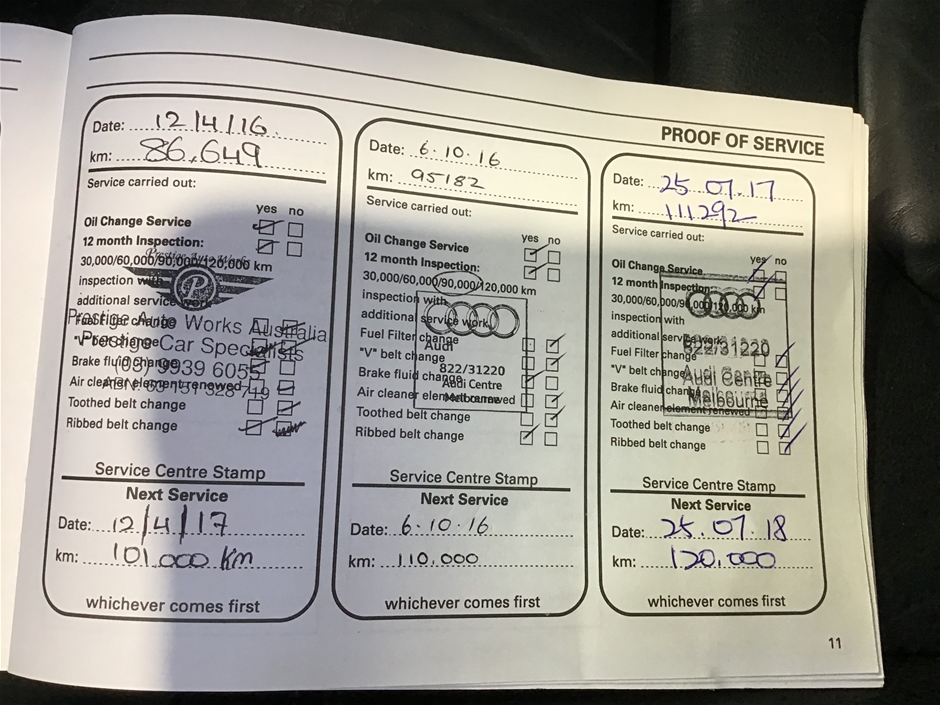 PROOF OF SERVICE
Date: 12/4/16
km: 86,649
Service carried out:
yes no
Oil Change Service
12 month Inspection:
30,000/60,000/90,000/120,000 km
inspection with
additional service work
Fuel Filter change
"V" belt change
Brake fluid change
Air cleaner element renewed
Toothed belt change
Ribbed belt change
Prestige Auto Works
P
Prestige Auto Works Australia
Prestige Car Specialists
(03) 9939 6055
Service Centre Stamp
Next Service
Date: 12/4/17
km: 101,000 km
whichever comes first
Date: 6.10.16
km: 95182
Service carried out:
yes no
Oil Change Service
12 month Inspection:
30,000/60,000/90,000/120,000 km
inspection with
additional service work
Fuel Filter change
"V" belt change
Brake fluid change
Air cleaner element renewed
Toothed belt change
Ribbed belt change
Audi
822/31220
Audi Centre
Melbourne
Service Centre Stamp
Next Service
Date: 6.10.16
km: 110.000
whichever comes first
Date: 25.07.17
km: 111292
Service carried out:
yes no
Oil Change Service
12 month Inspection:
30,000/60,000/90,000/120,000 km
inspection with
additional service work
Fuel Filter change
"V" belt change
Brake fluid change
Air cleaner element renewed
Toothed belt change
Ribbed belt change
822/31220
Audi Centre
Melbourne
Service Centre Stamp
Next Service
Date: 25.07.18
km: 120.000
whichever comes first
11